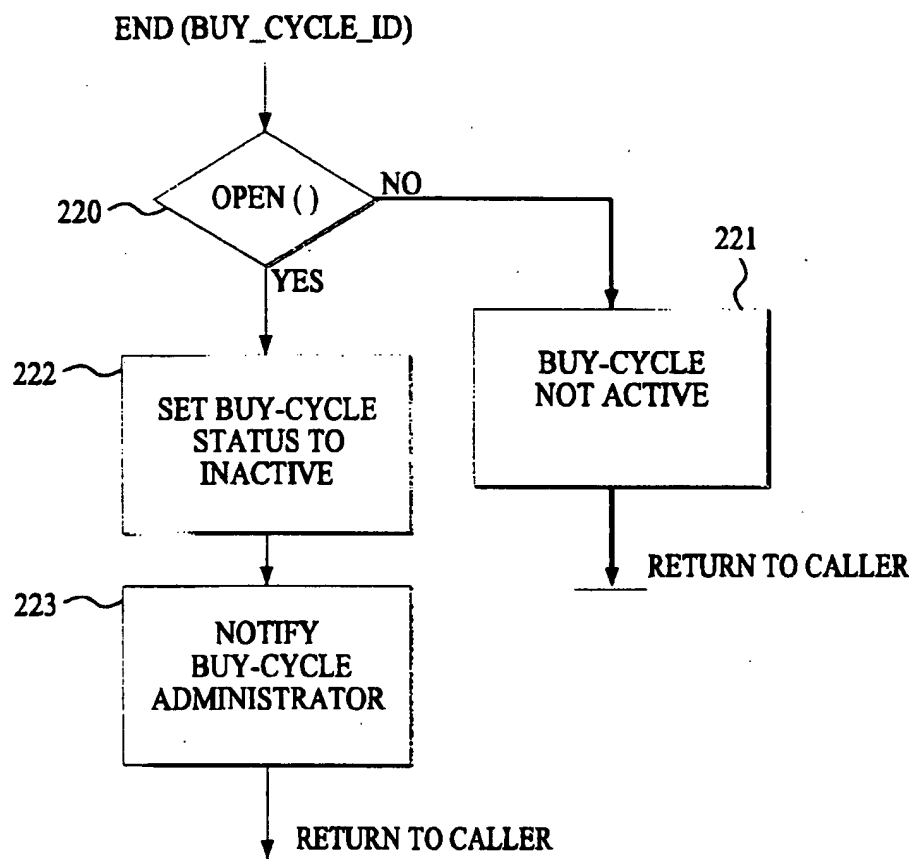 END (BUY_CYCLE_ID)
OPEN ( )
NO
220
YES
221
BUY-CYCLE
NOT ACTIVE
222
SET BUY-CYCLE
STATUS TO
INACTIVE
RETURN TO CALLER
223
NOTIFY
BUY-CYCLE
ADMINISTRATOR
RETURN TO CALLER